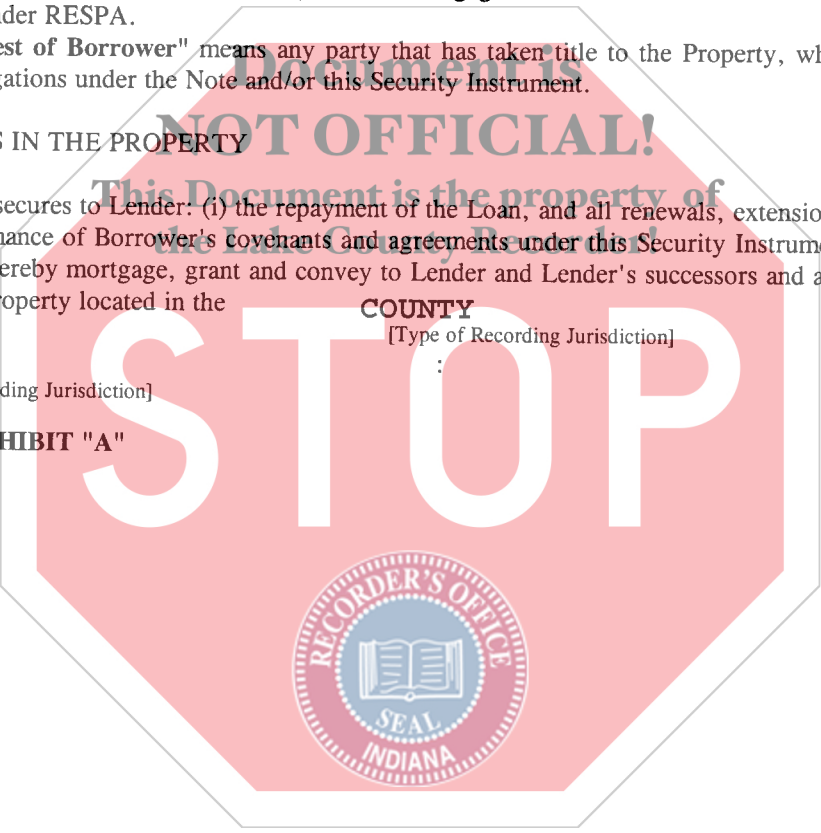 der RESPA.
est of Borrower" means any party that has taken title to the Property, wh
gations under the Note and/or this Security Instrument.
Document is
NOT OFFICIAL!
S IN THE PROPERTY
This Document is the property of
the Lake County Recorder!
secures to Lender: (i) the repayment of the Loan, and all renewals, extensio
nance of Borrower's covenants and agreements under this Security Instrum
ereby mortgage, grant and convey to Lender and Lender's successors and a
roperty located in the COUNTY
[Type of Recording Jurisdiction]
:
ding Jurisdiction]
HIBIT "A"
STOP
RECORDER'S OFFICE
SEAL
INDIANA